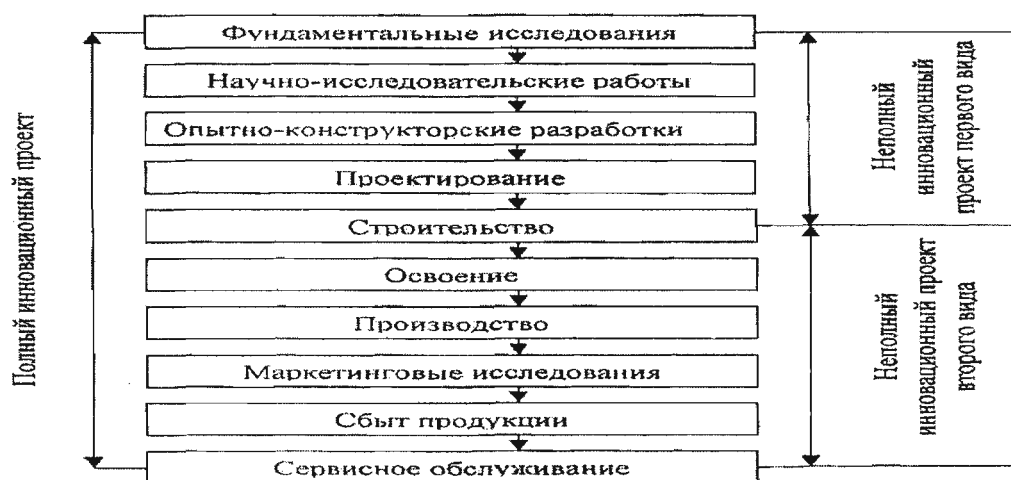 Полный инновационный проект
Фундаментальные исследования
Научно-исследовательские работы
Опытно-конструкторские разработки
Проектирование
Строительство
Освоение
Производство
Маркетинговые исследования
Сбыт продукции
Сервисное обслуживание
Неполный
инновационный
проект первого вида
Неполный
инновационный проект
второго вида